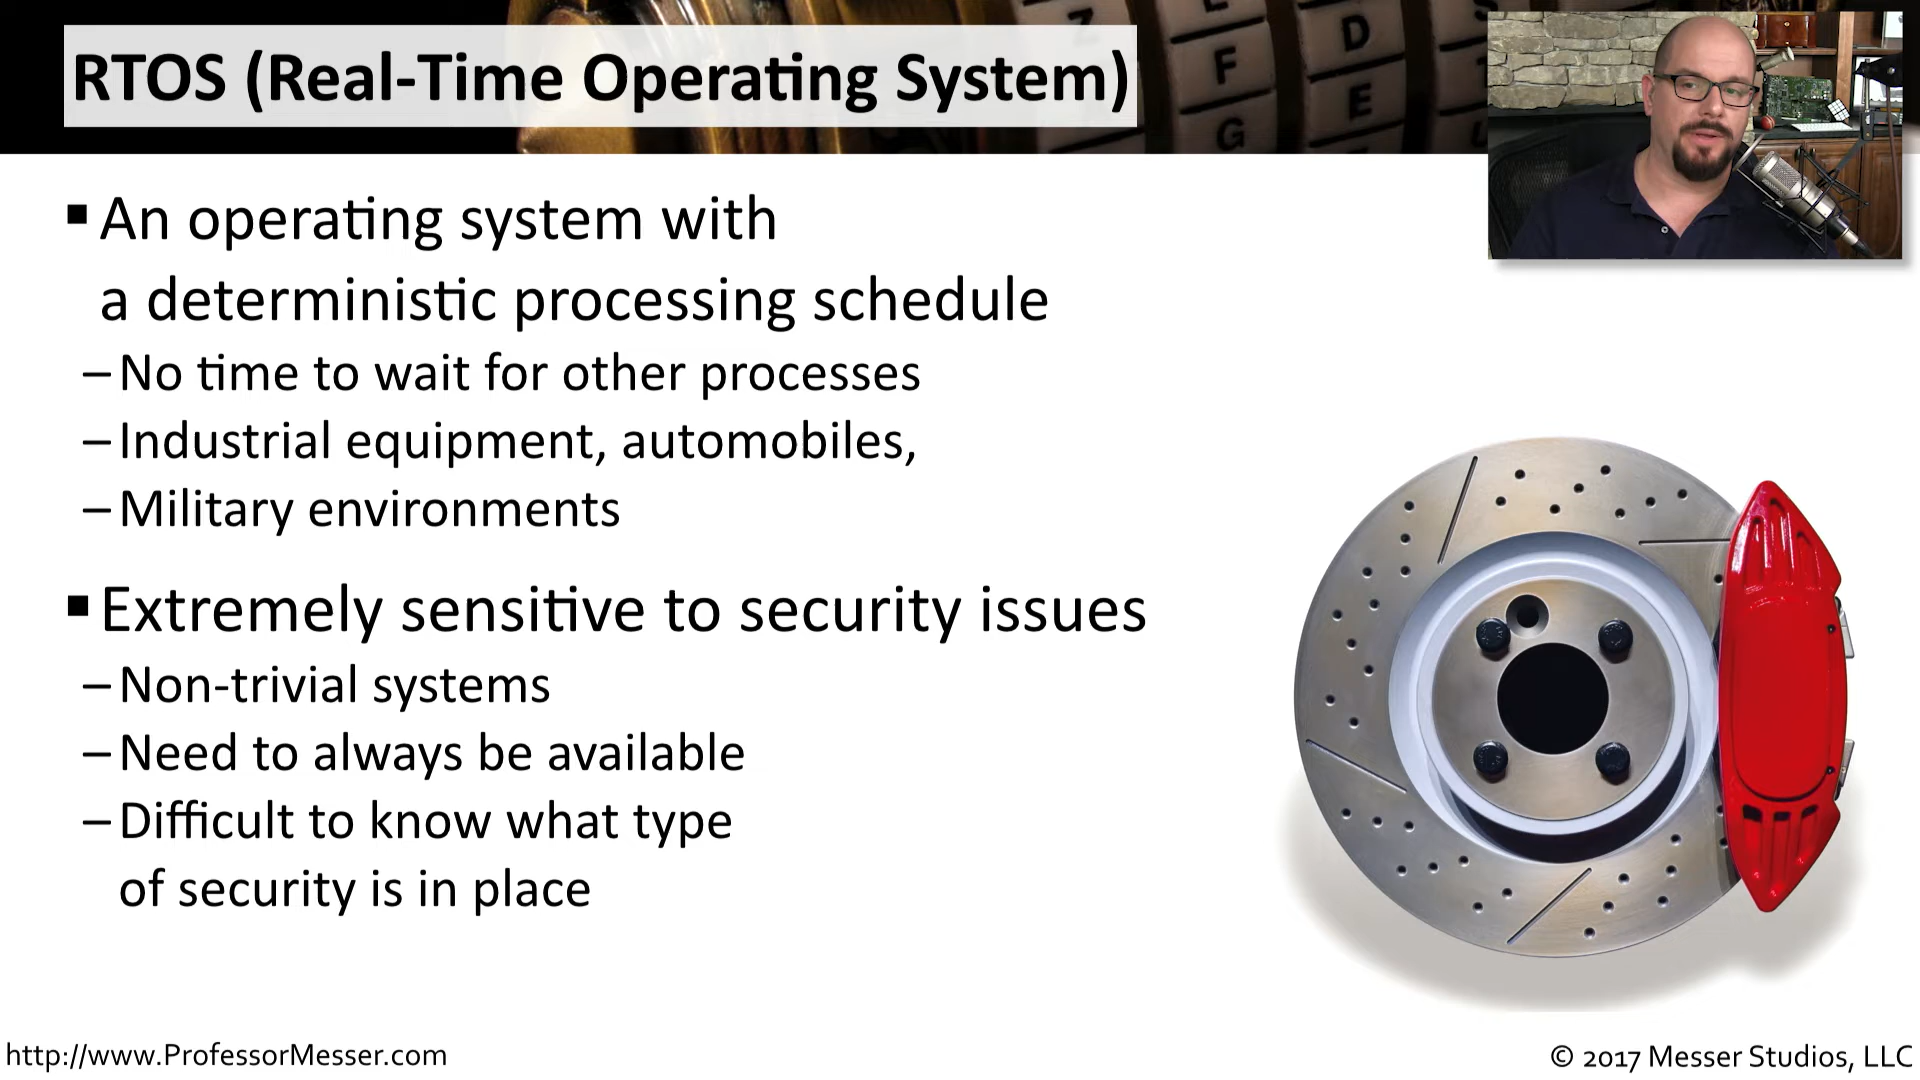 RTOS (Real-Time Operating System)
▪ An operating system with
a deterministic processing schedule
– No time to wait for other processes
– Industrial equipment, automobiles,
– Military environments
▪ Extremely sensitive to security issues
– Non-trivial systems
– Need to always be available
– Difficult to know what type
of security is in place
http://www.ProfessorMesser.com
© 2017 Messer Studios, LLC